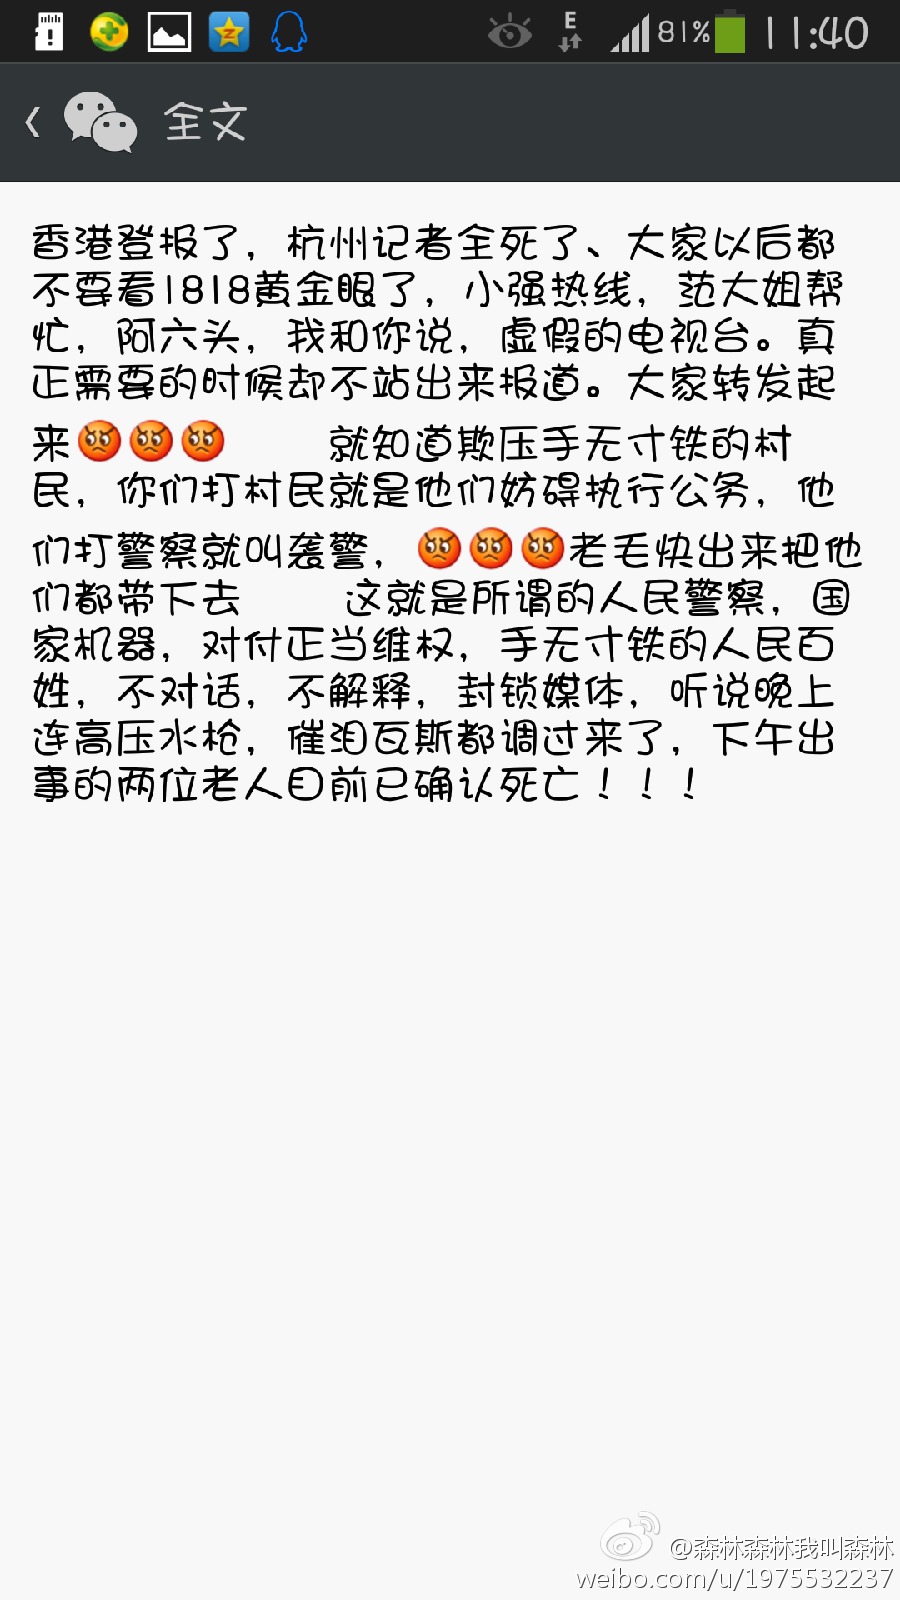 81% 11:40
全文
香港登报了，杭州记者全死了、大家以后都
不要看1818黄金眼了，小强热线，范大姐帮
忙，阿六头，我和你说，虚假的电视台。真
正需要的时候却不站出来报道。大家转发起
来😡😡😡 就知道欺压手无寸铁的村
民，你们打村民就是他们妨碍执行公务，他
们打警察就叫袭警，😡😡😡老毛快出来把他
们都带下去 这就是所谓的人民警察，国
家机器，对付正当维权，手无寸铁的人民百
姓，不对话，不解释，封锁媒体，听说晚上
连高压水枪，催泪瓦斯都调过来了，下午出
事的两位老人目前已确认死亡！！！
@森林森林我叫森林
weibo.com/u/1975532237